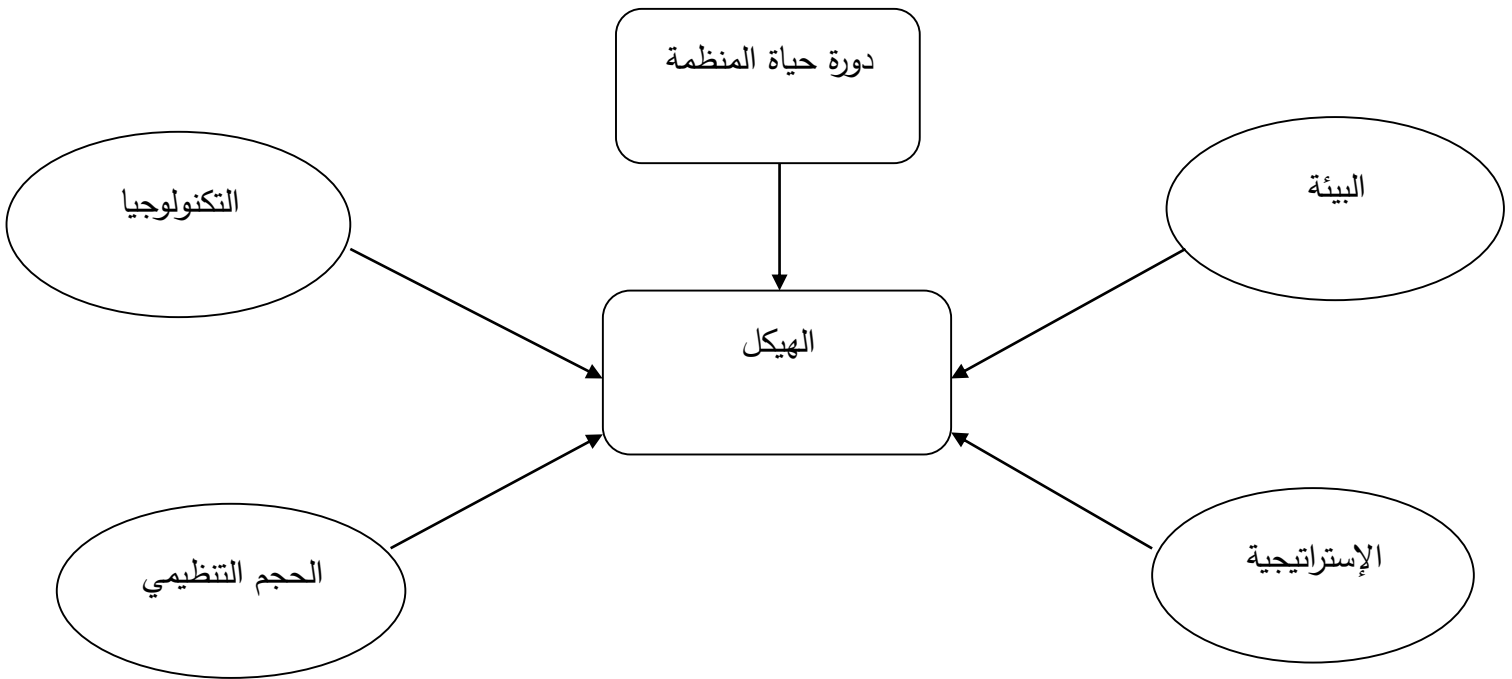 دورة حياة المنظمة
البيئة
التكنولوجيا
الهيكل
الإستراتيجية
الحجم التنظيمي